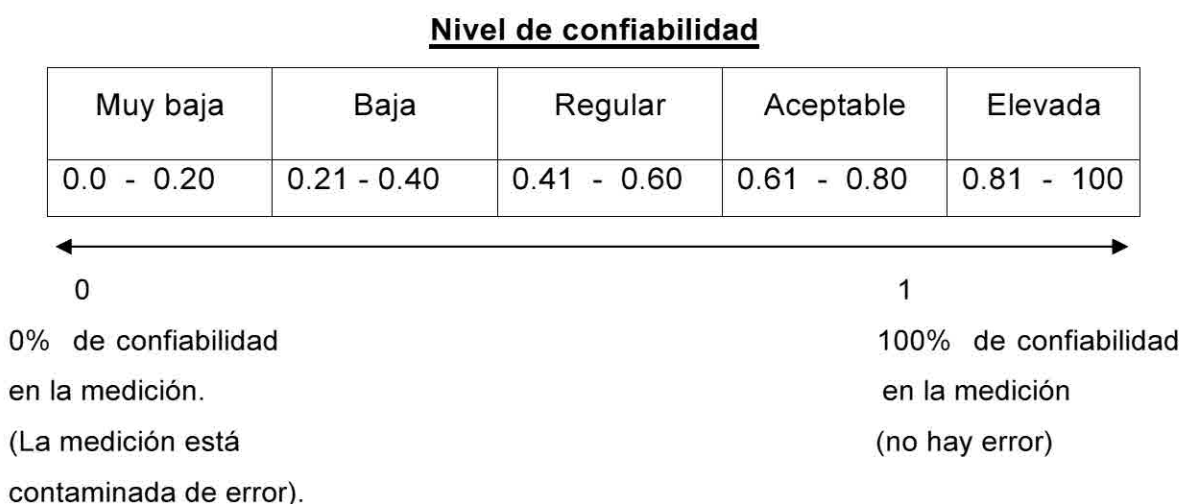 Nivel de confiabilidad
Muy baja Baja Regular Aceptable Elevada
0.0 - 0.20 0.21 - 0.40 0.41 - 0.60 0.61 - 0.80 0.81 - 100
0 1
0% de confiabilidad 100% de confiabilidad
en la medición. en la medición
(La medición está (no hay error)
contaminada de error).